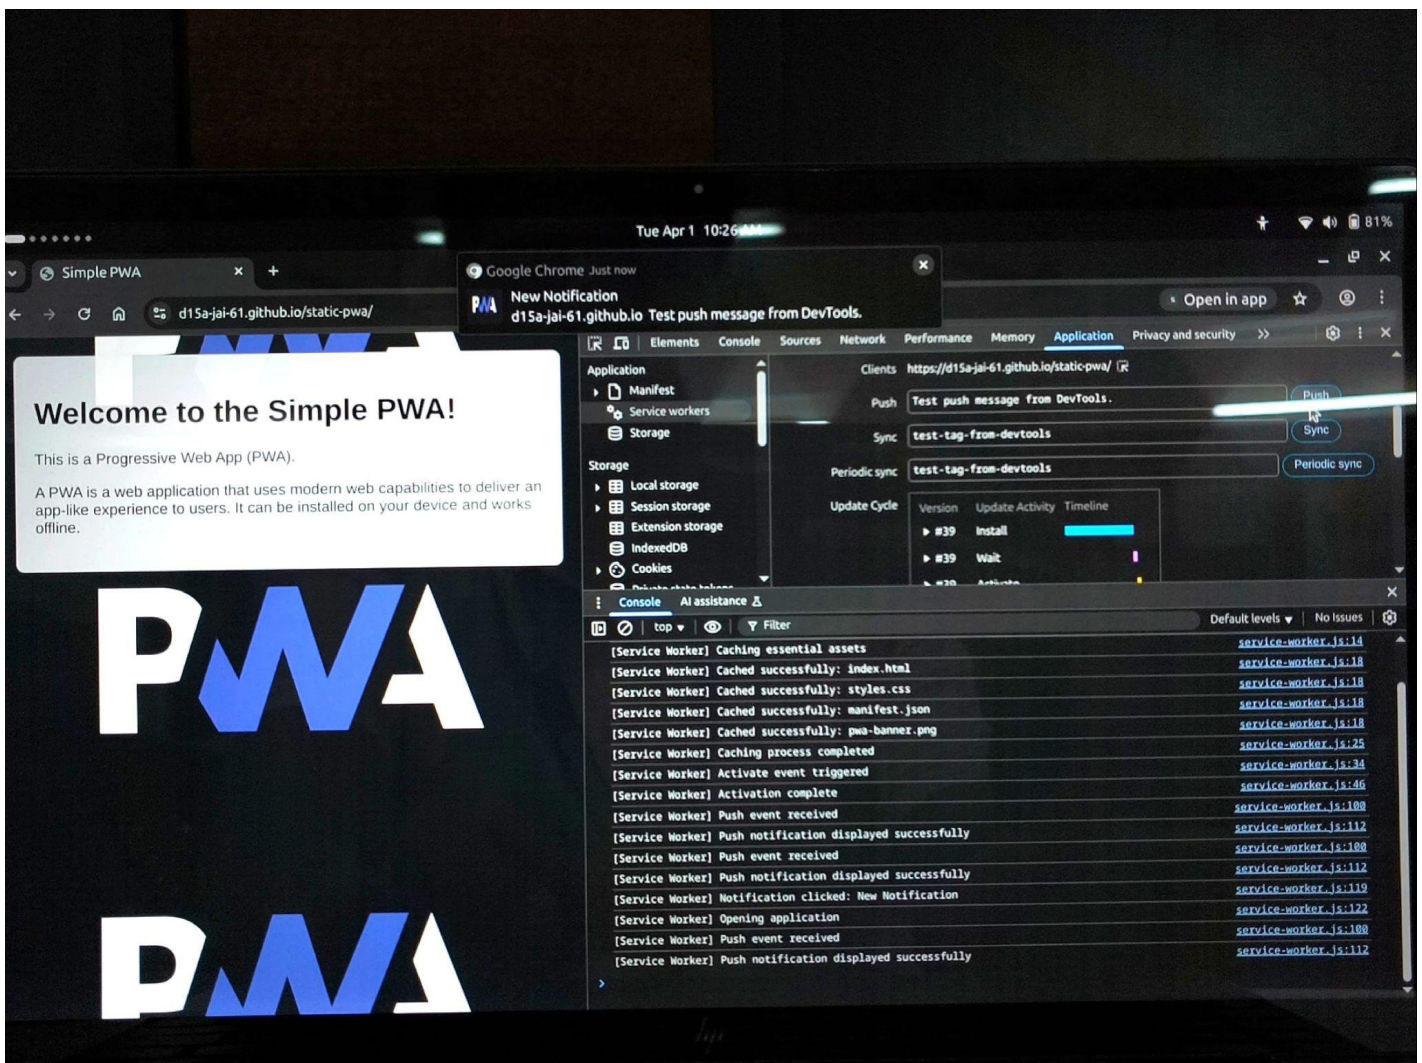 Tue Apr 1 10:26 AM
81%
Simple PWA
d15a-jai-61.github.io/static-pwa/
Open in app
Google Chrome Just now
New Notification
d15a-jai-61.github.io Test push message from DevTools.
PWA
Welcome to the Simple PWA!
This is a Progressive Web App (PWA).
A PWA is a web application that uses modern web capabilities to deliver an
app-like experience to users. It can be installed on your device and works
offline.
PWA
PWA
Elements Console Sources Network Performance Memory Application Privacy and security
Application
Manifest
Service workers
Storage
Storage
Local storage
Session storage
Extension storage
IndexedDB
Cookies
Private state tokens
Clients https://d15a-jai-61.github.io/static-pwa/
Push Test push message from DevTools. Push
Sync test-tag-from-devtools Sync
Periodic sync test-tag-from-devtools Periodic sync
Update Cycle Version Update Activity Timeline
#39 Install
#39 Wait
#39 Activate
Console AI assistance
top Filter Default levels No Issues
[Service Worker] Caching essential assets service-worker.js:14
[Service Worker] Cached successfully: index.html service-worker.js:18
[Service Worker] Cached successfully: styles.css service-worker.js:18
[Service Worker] Cached successfully: manifest.json service-worker.js:18
[Service Worker] Cached successfully: pwa-banner.png service-worker.js:18
[Service Worker] Caching process completed service-worker.js:25
[Service Worker] Activate event triggered service-worker.js:34
[Service Worker] Activation complete service-worker.js:46
[Service Worker] Push event received service-worker.js:100
[Service Worker] Push notification displayed successfully service-worker.js:112
[Service Worker] Push event received service-worker.js:100
[Service Worker] Push notification displayed successfully service-worker.js:112
[Service Worker] Notification clicked: New Notification service-worker.js:119
[Service Worker] Opening application service-worker.js:122
[Service Worker] Push event received service-worker.js:100
[Service Worker] Push notification displayed successfully service-worker.js:112
hp